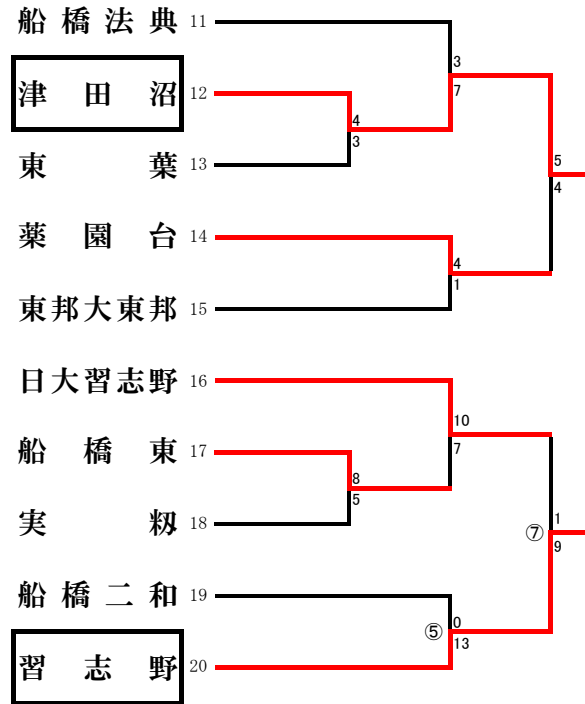 船橋法典 11
3
津田沼 12
7
4
3
東葉 13
5
4
薬園台 14
4
1
東邦大東邦 15
日大習志野 16
10
7
船橋東 17
8
5
実籾 18
1
⑦
9
船橋二和 19
0
⑤
13
習志野 20